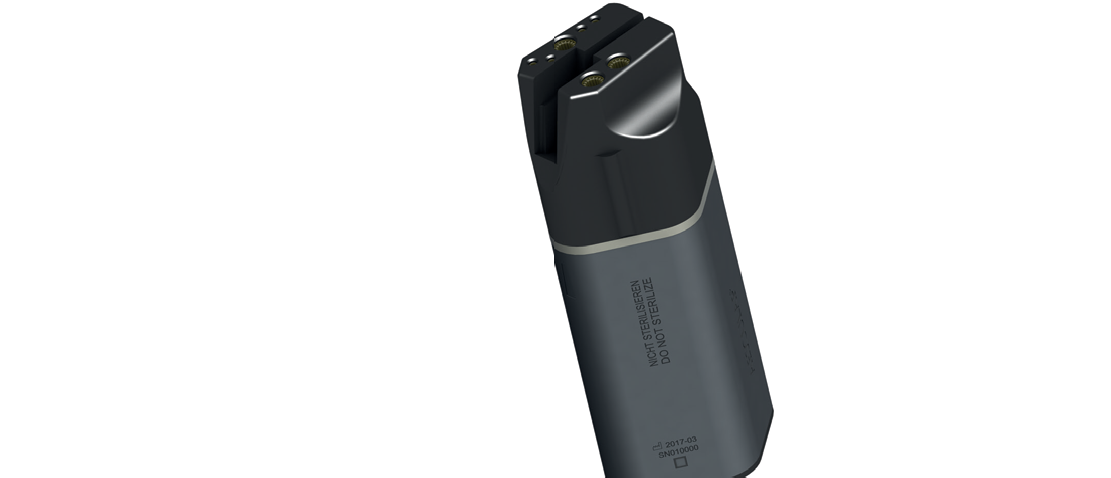 NICHT STERILISIEREN
DO NOT STERILIZE
2017-03
SN010000